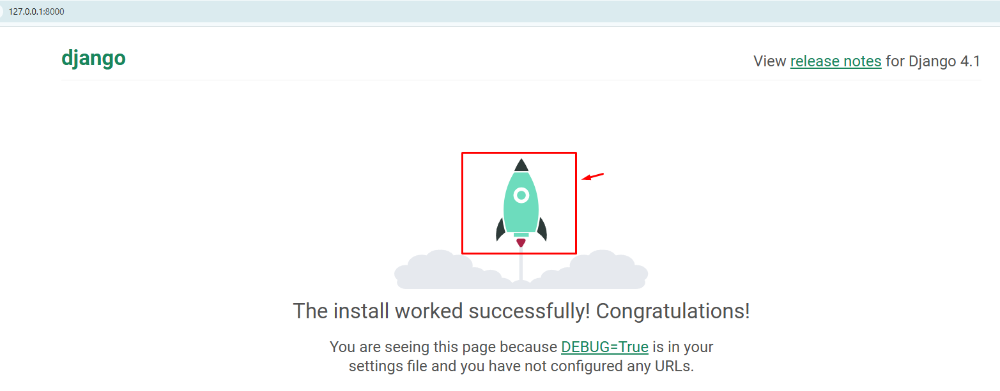 127.0.0.1:8000
django
View release notes for Django 4.1
The install worked successfully! Congratulations!
You are seeing this page because DEBUG=True is in your
settings file and you have not configured any URLs.